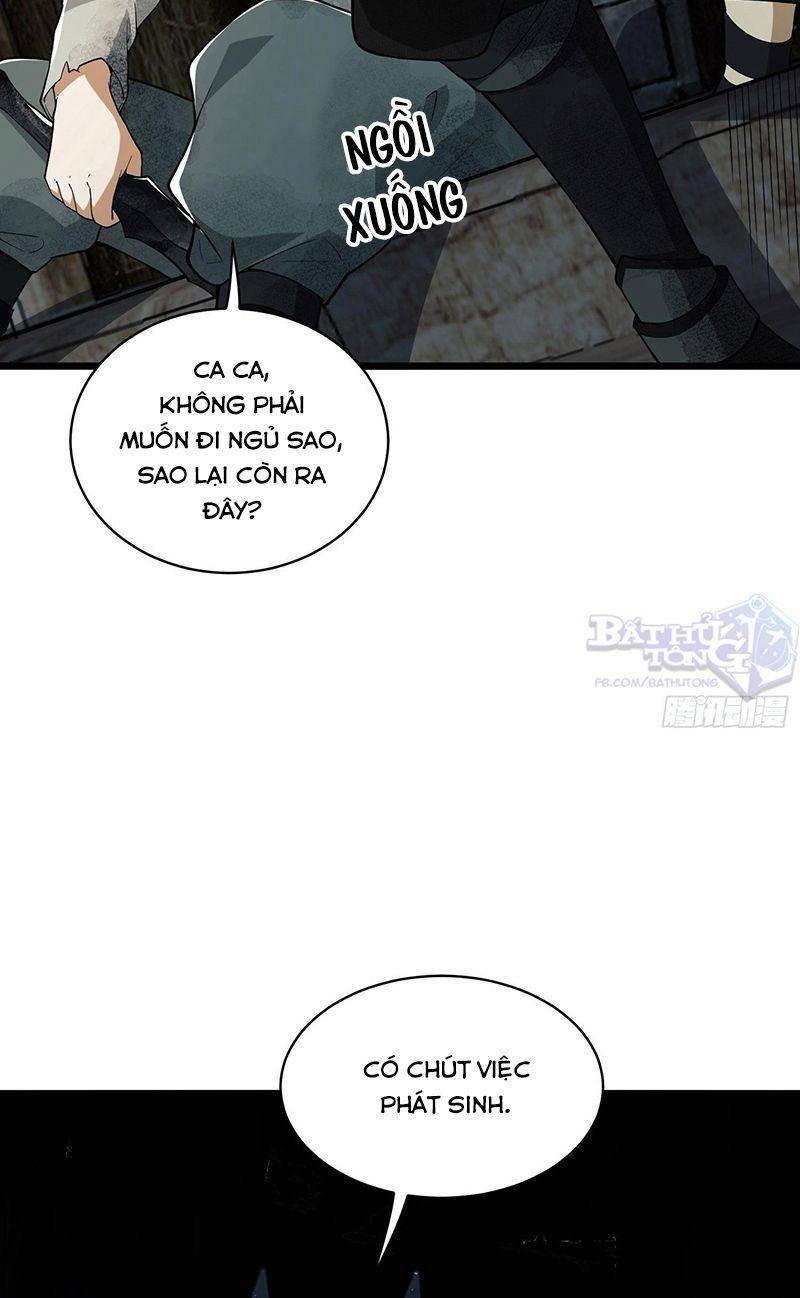 NGỒI
XUỐNG
CA CA,
KHÔNG PHẢI
MUỐN ĐI NGỦ SAO,
SAO LẠI CÒN RA
ĐÂY?
BẤT HỦ
TÔNG
FB.COM/BATHUTONG
腾讯动漫
CÓ CHÚT VIỆC
PHÁT SINH.